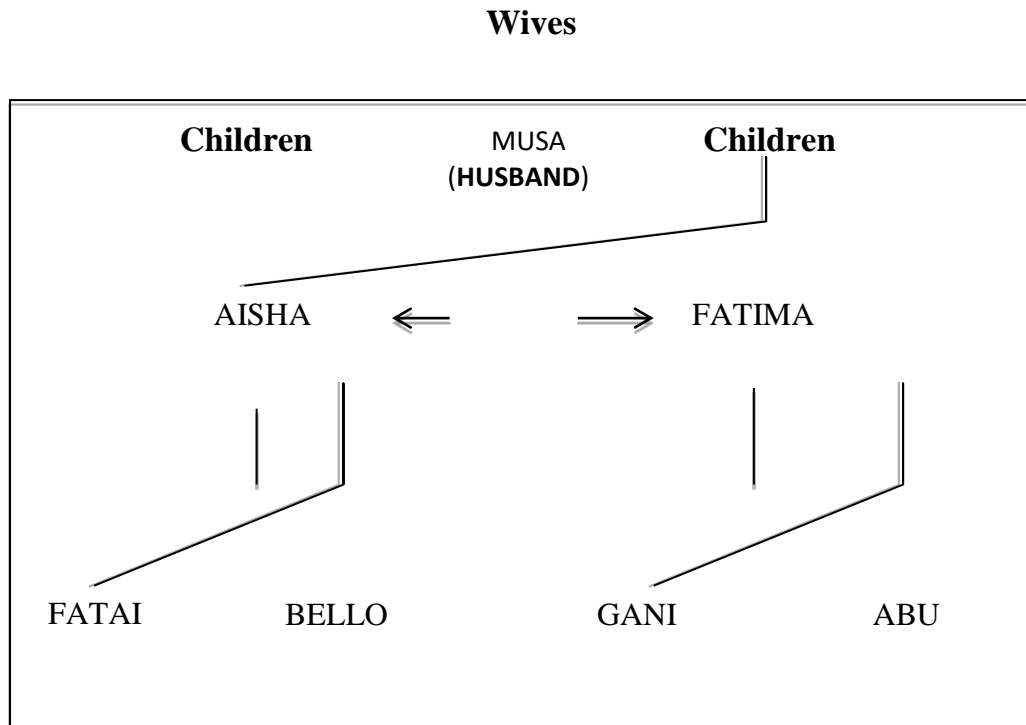 Wives
Children MUSA Children
(HUSBAND)
AISHA FATIMA
FATAI BELLO GANI ABU